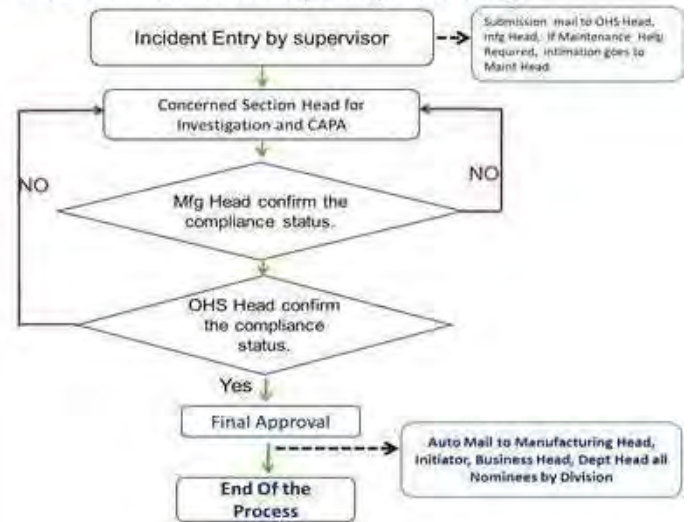 Incident Entry by supervisor
Submission mail to OHS Head,
Mfg Head, If Maintenance Help
Required, intimation goes to
Maint Head
Concerned Section Head for
Investigation and CAPA
NO
NO
Mfg Head confirm the
compliance status.
OHS Head confirm
the compliance
status.
Yes
Final Approval
Auto Mail to Manufacturing Head,
Initiator, Business Head, Dept Head all
Nominees by Division
End Of the
Process